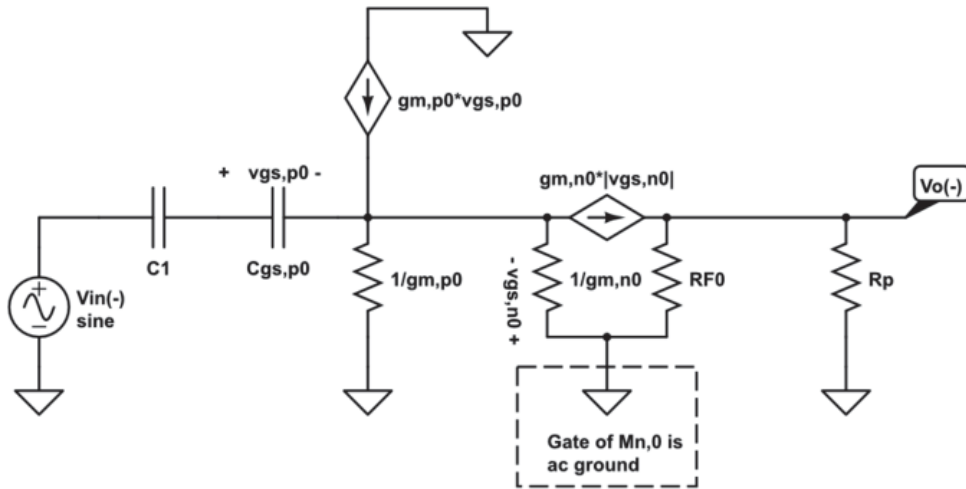 gm,p0*vgs,p0
+ vgs,p0 -
gm,n0*|vgs,n0|
Vo(-)
C1
Cgs,p0
1/gm,p0
- vgs,n0 +
1/gm,n0
RF0
Rp
+
Vin(-)
−
sine
Gate of Mn,0 is
ac ground